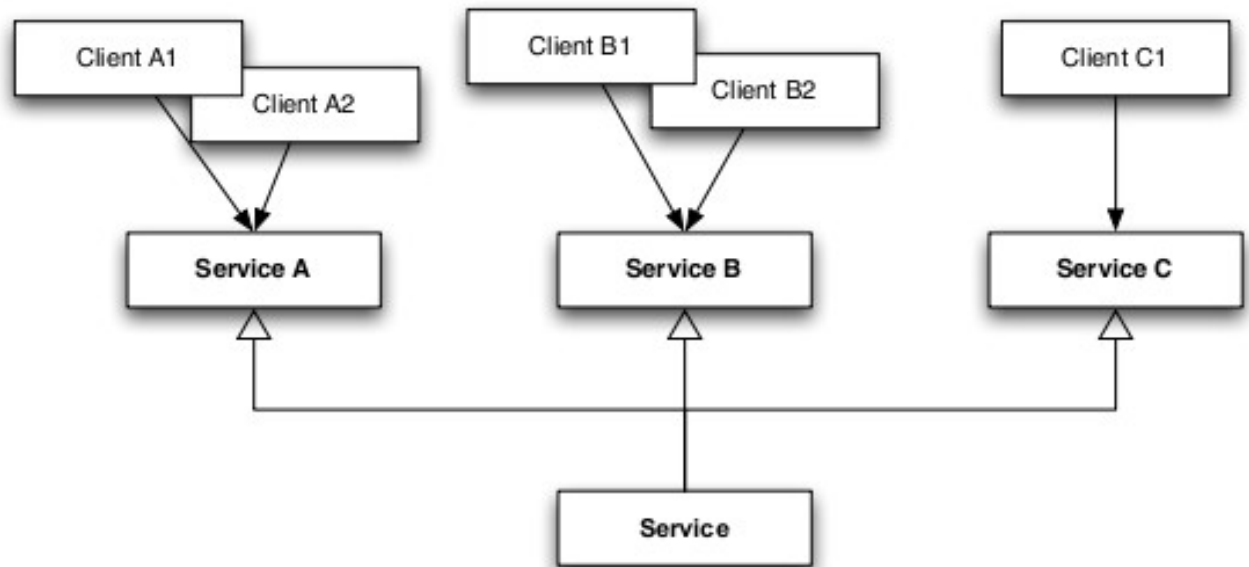 Client A1
Client A2
Client B1
Client B2
Client C1
Service A
Service B
Service C
Service